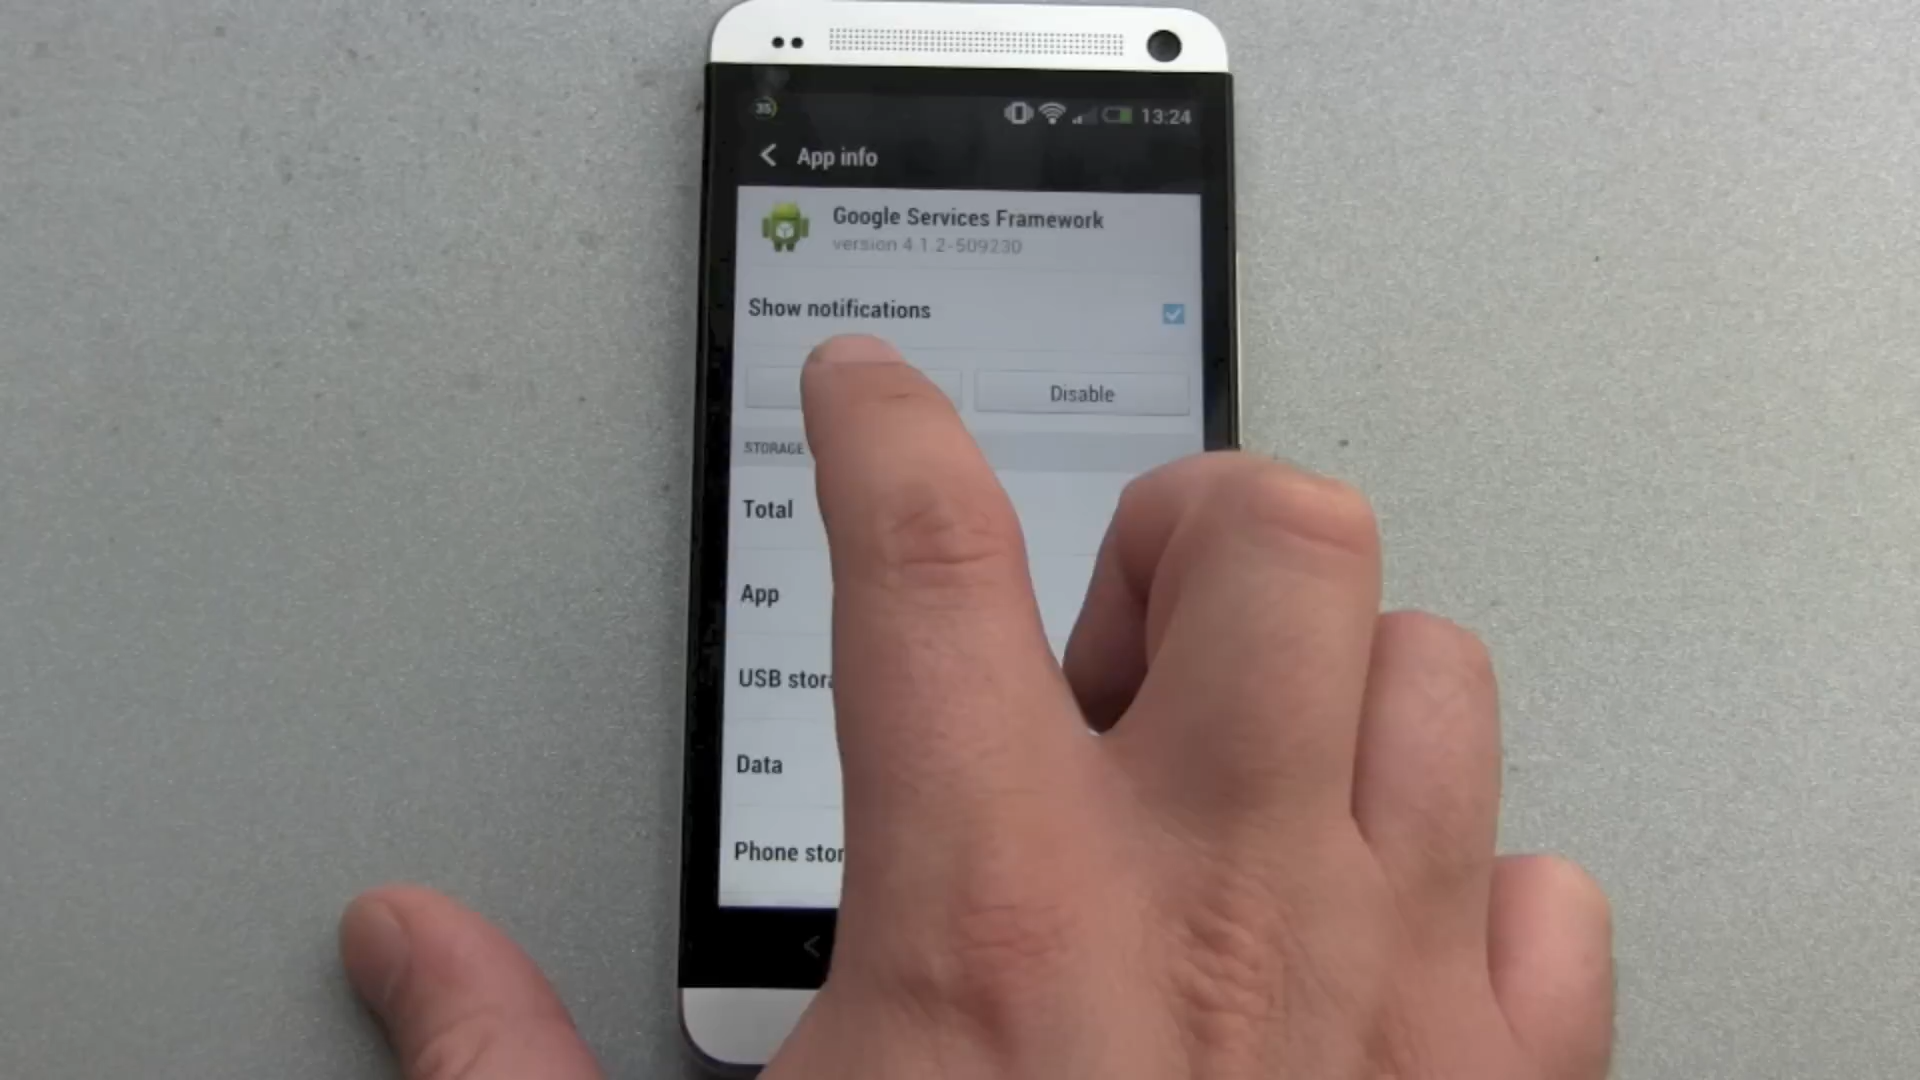 35
13:24
App info
Google Services Framework
version 4.1.2-509230
Show notifications
Disable
STORAGE
Total
App
USB stora
Data
Phone stor